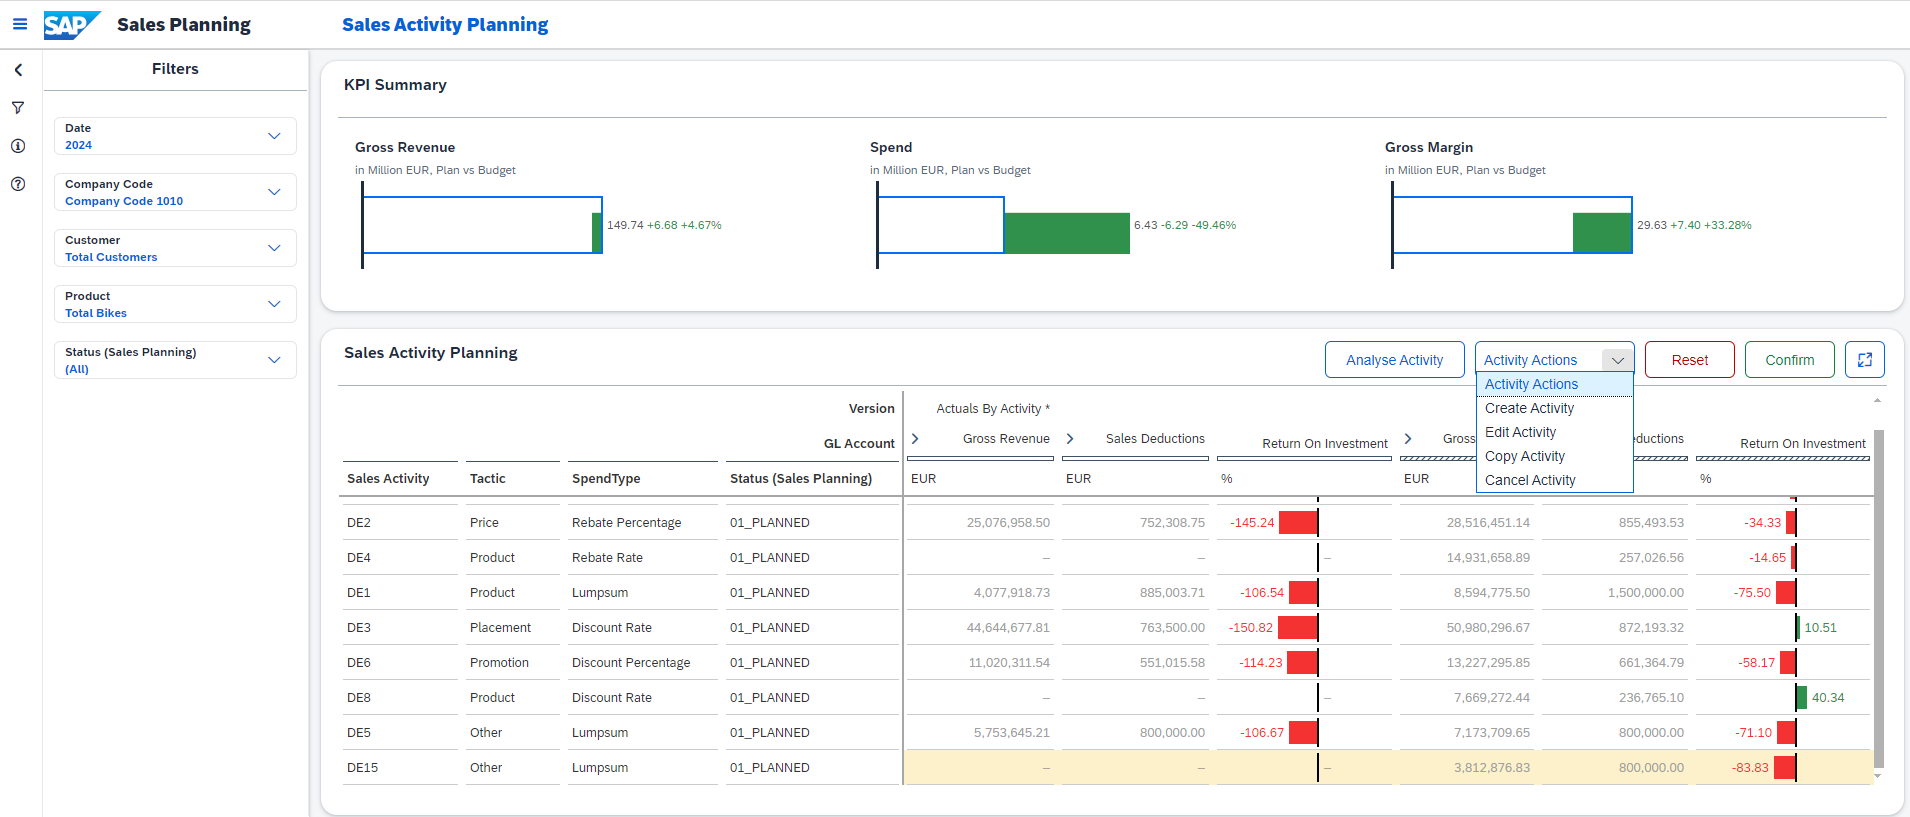 SAP Sales Planning Sales Activity Planning
Filters
Date
2024
Company Code
Company Code 1010
Customer
Total Customers
Product
Total Bikes
Status (Sales Planning)
(All)
KPI Summary
Gross Revenue
in Million EUR, Plan vs Budget
149.74 +6.68 +4.67%
Spend
in Million EUR, Plan vs Budget
6.43 -6.29 -49.46%
Gross Margin
in Million EUR, Plan vs Budget
29.63 +7.40 +33.28%
Sales Activity Planning
Analyse Activity
Activity Actions
Reset
Confirm
Activity Actions
Create Activity
Edit Activity
Copy Activity
Cancel Activity
Version Actuals By Activity *
GL Account Gross Revenue Sales Deductions Return On Investment Gros eductions Return On Investment
Sales Activity Tactic SpendType Status (Sales Planning) EUR EUR % EUR %
DE2 Price Rebate Percentage 01_PLANNED 25,076,958.50 752,308.75 -145.24 28,516,451.14 855,493.53 -34.33
DE4 Product Rebate Rate 01_PLANNED – – – 14,931,658.89 257,026.56 -14.65
DE1 Product Lumpsum 01_PLANNED 4,077,918.73 885,003.71 -106.54 8,594,775.50 1,500,000.00 -75.50
DE3 Placement Discount Rate 01_PLANNED 44,644,677.81 763,500.00 -150.82 50,980,296.67 872,193.32 10.51
DE6 Promotion Discount Percentage 01_PLANNED 11,020,311.54 551,015.58 -114.23 13,227,295.85 661,364.79 -58.17
DE8 Product Discount Rate 01_PLANNED – – – 7,669,272.44 236,765.10 40.34
DE5 Other Lumpsum 01_PLANNED 5,753,645.21 800,000.00 -106.67 7,173,709.65 800,000.00 -71.10
DE15 Other Lumpsum 01_PLANNED – – – 3,812,876.83 800,000.00 -83.83